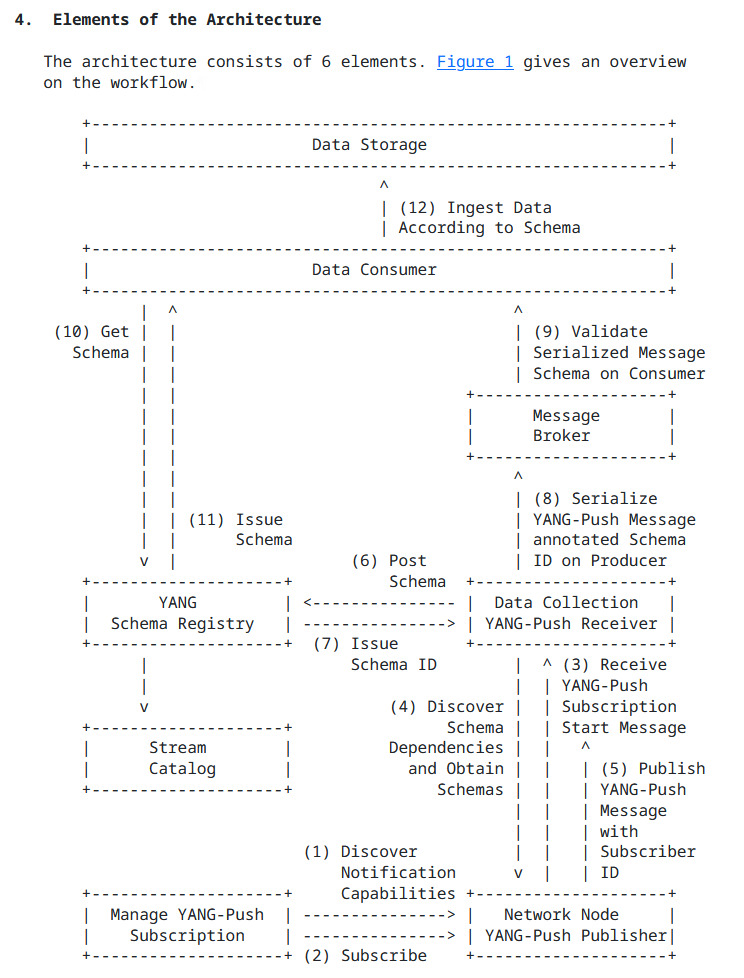 4.  Elements of the Architecture
The architecture consists of 6 elements. Figure 1 gives an overview
on the workflow.
+------------------------------------------------------------+
|                       Data Storage                         |
+------------------------------------------------------------+
^
| (12) Ingest Data
| According to Schema
+------------------------------------------------------------+
|                       Data Consumer                        |
+------------------------------------------------------------+
|  ^                                   ^
(10) Get |  |                                   | (9) Validate
Schema |  |                                   | Serialized Message
|  |                                   | Schema on Consumer
|  |                              +--------------------+
|  |                              |      Message       |
|  |                              |      Broker        |
|  |                              +--------------------+
|  |                                   ^
|  |                                   | (8) Serialize
|  | (11) Issue                        | YANG-Push Message
|  |      Schema                       | annotated Schema
v  |                  (6) Post         | ID on Producer
+--------------------+          Schema  +--------------------+
|       YANG         | <--------------- |  Data Collection   |
|  Schema Registry   | ---------------> | YANG-Push Receiver |
+--------------------+  (7) Issue       +--------------------+
|                     Schema ID        |  ^ (3) Receive
|                                      |  | YANG-Push
v                         (4) Discover |  | Subscription
+--------------------+                Schema |  | Start Message
|      Stream        |          Dependencies |  |   ^
|      Catalog       |            and Obtain |  |   | (5) Publish
+--------------------+               Schemas |  |   | YANG-Push
|  |   | Message
|  |   | with
(1) Discover          |  |   | Subscriber
Notification      v  |   | ID
+--------------------+     Capabilities +--------------------+
|  Manage YANG-Push  | ---------------> |   Network Node     |
|    Subscription    | ---------------> | YANG-Push Publisher|
+--------------------+ (2) Subscribe    +--------------------+